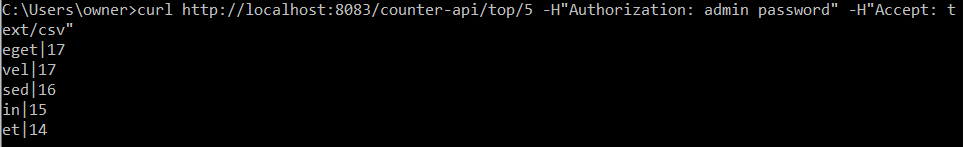 C:\Users\owner>curl http://localhost:8083/counter-api/top/5 -H"Authorization: admin password" -H"Accept: t
ext/csv"
eget|17
vel|17
sed|16
in|15
et|14